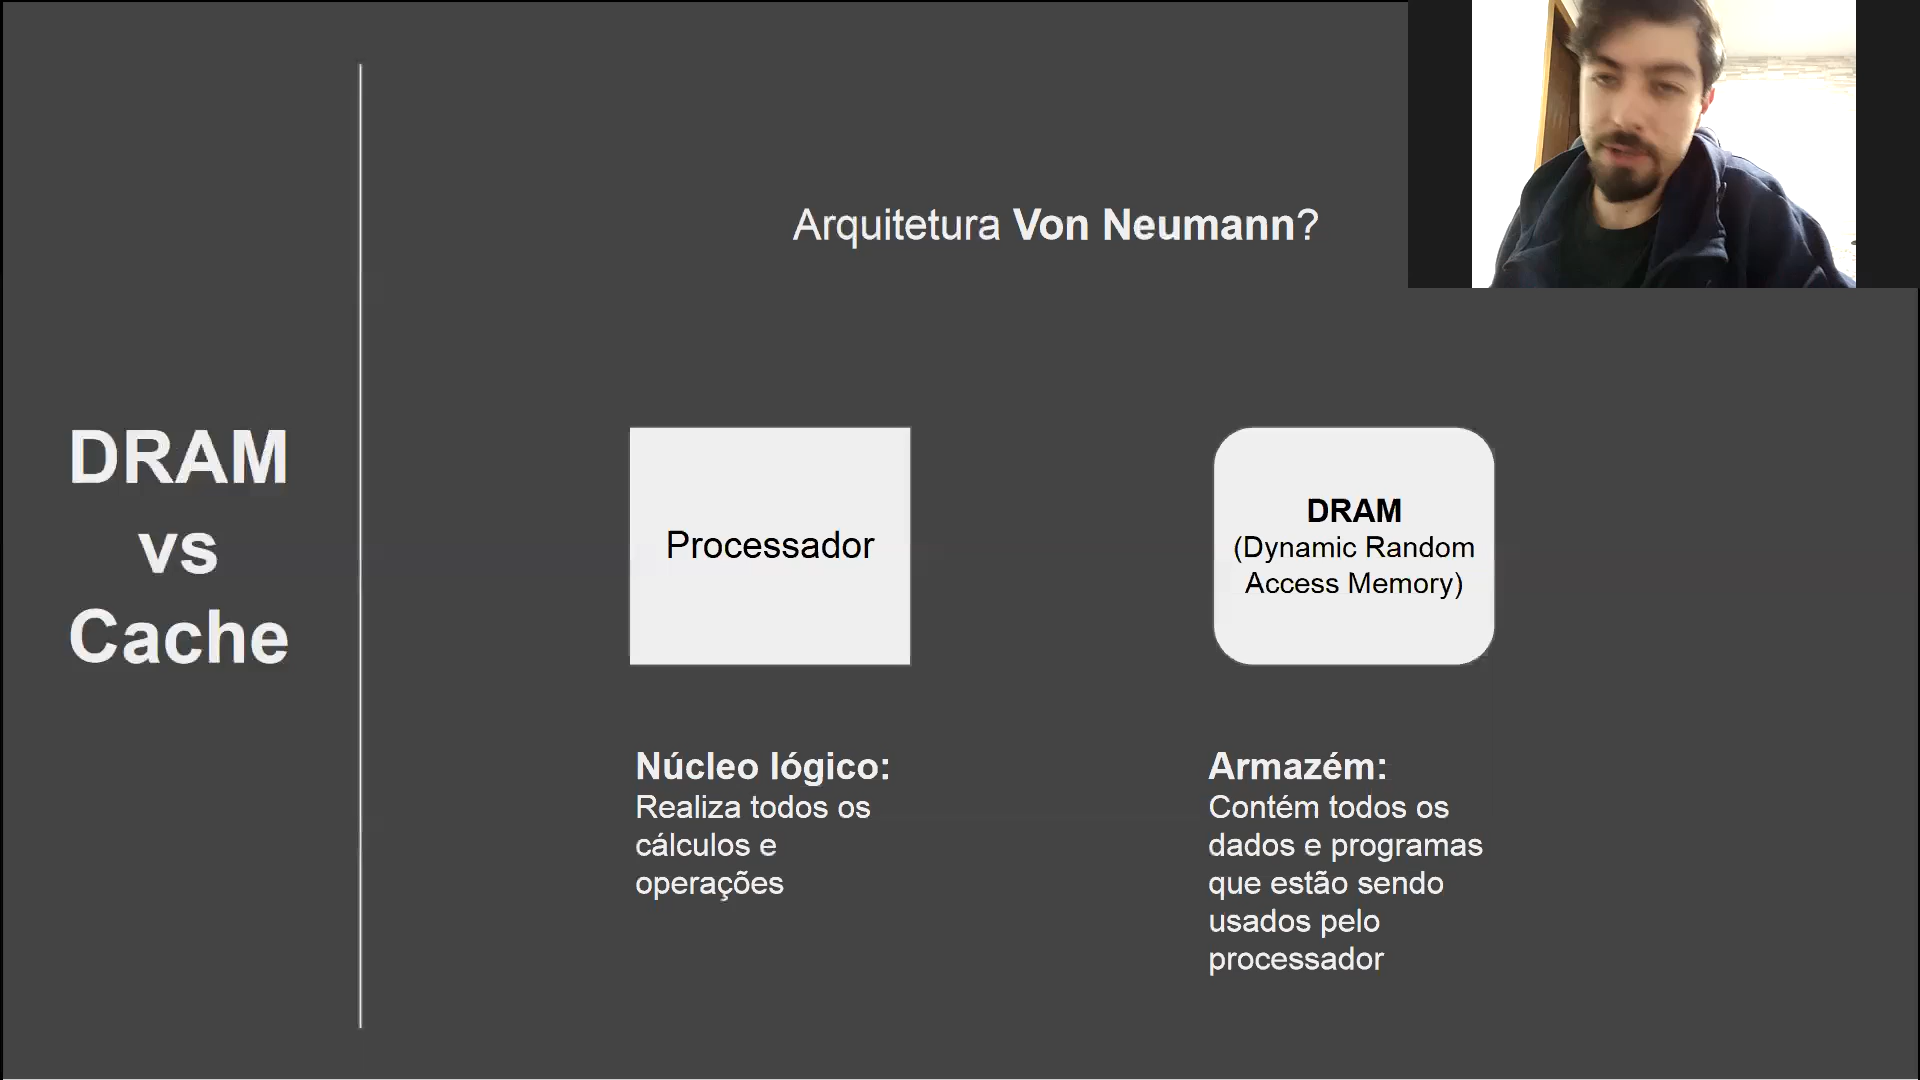 Arquitetura Von Neumann?
DRAM
vs
Cache
Processador
DRAM
(Dynamic Random
Access Memory)
Núcleo lógico:
Realiza todos os
cálculos e
operações
Armazém:
Contém todos os
dados e programas
que estão sendo
usados pelo
processador